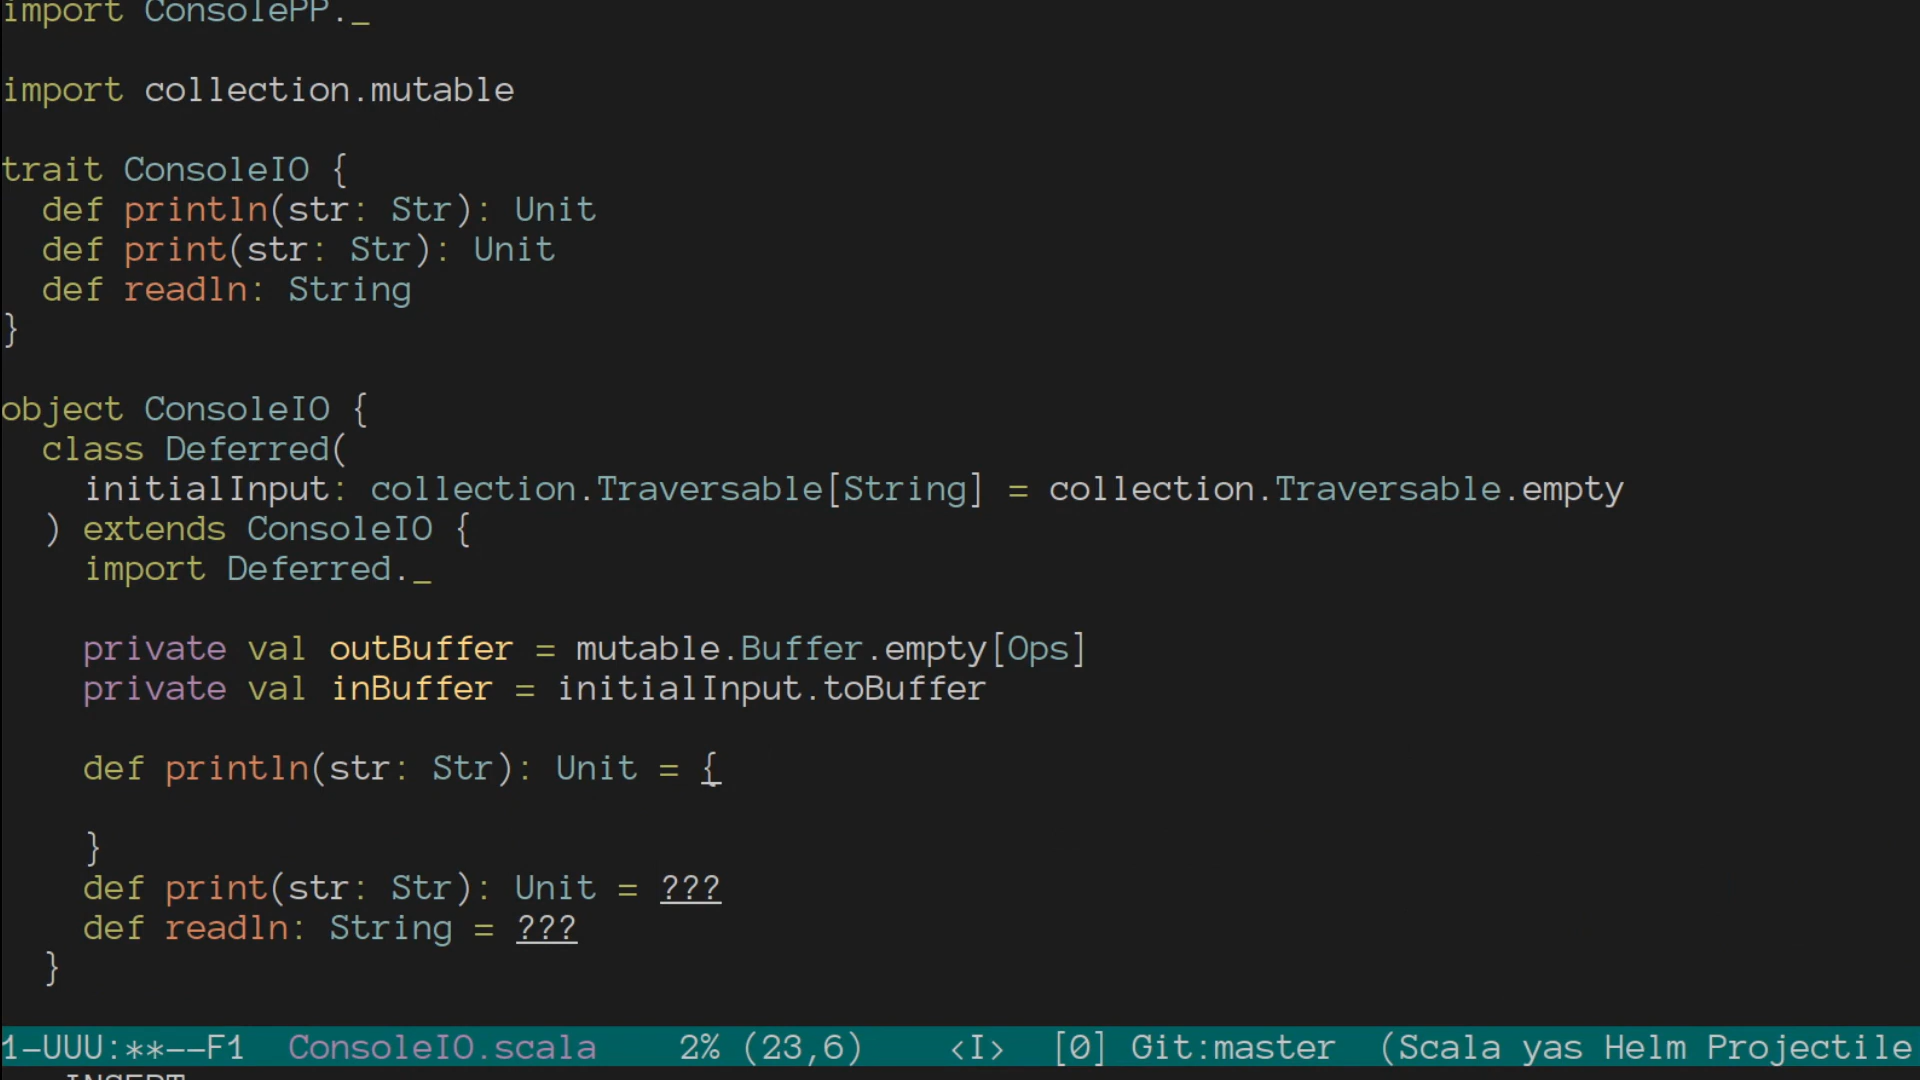 import ConsolePP._
import collection.mutable
trait ConsoleIO {
  def println(str: Str): Unit
  def print(str: Str): Unit
  def readln: String
}
object ConsoleIO {
  class Deferred(
    initialInput: collection.Traversable[String] = collection.Traversable.empty
  ) extends ConsoleIO {
    import Deferred._
    private val outBuffer = mutable.Buffer.empty[Ops]
    private val inBuffer = initialInput.toBuffer
    def println(str: Str): Unit = {
    }
    def print(str: Str): Unit = ???
    def readln: String = ???
  }
1-UUU:**--F1  ConsoleIO.scala    2% (23,6)    <I>  [0] Git:master  (Scala yas Helm Projectile
INSERT